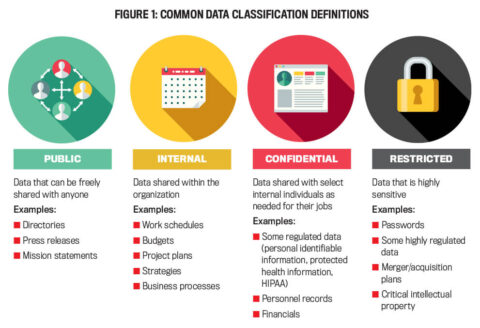 FIGURE 1: COMMON DATA CLASSIFICATION DEFINITIONS
PUBLIC
Data that can be freely
shared with anyone
Examples:
Directories
Press releases
Mission statements
INTERNAL
Data shared within the
organization
Examples:
Work schedules
Budgets
Project plans
Strategies
Business processes
CONFIDENTIAL
Data shared with select
internal individuals as
needed for their jobs
Examples:
Some regulated data
(personal identifiable
information, protected
health information,
HIPAA)
Personnel records
Financials
RESTRICTED
Data that is highly
sensitive
Examples:
Passwords
Some highly regulated
data
Merger/acquisition
plans
Critical intellectual
property